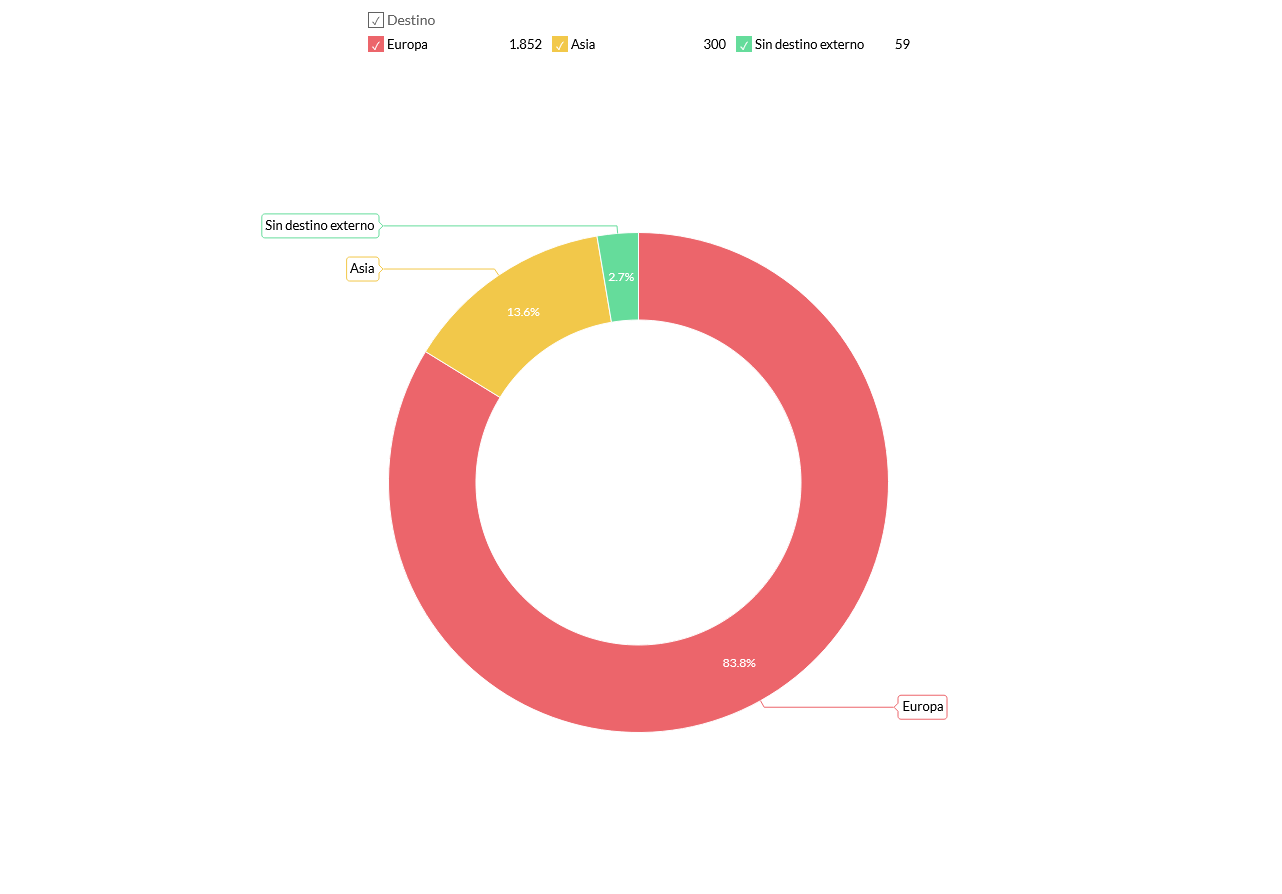 Destino
Europa 1.852 Asia 300 Sin destino externo 59
Sin destino externo
Asia
2.7%
13.6%
83.8%
Europa